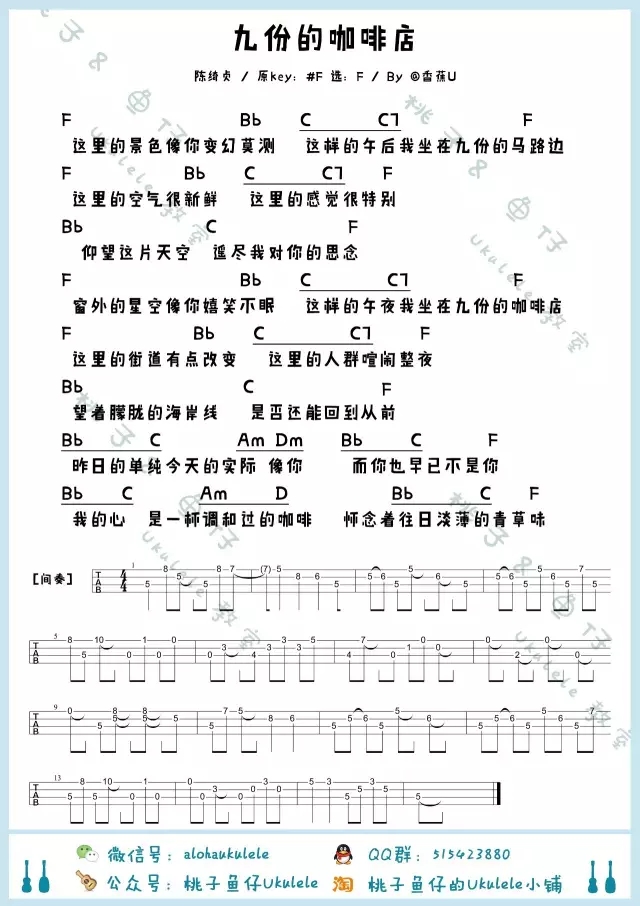 九份的咖啡店
陈绮贞 / 原key: #F 选: F / By @香蕉U
F Bb C C7 F
这里的景色像你变幻莫测 这样的午后我坐在九份的马路边
F Bb C C7 F
这里的空气很新鲜 这里的感觉很特别
Bb C F
仰望这片天空 遥尽我对你的思念
F Bb C C7 F
窗外的星空像你嬉笑不眠 这样的午夜我坐在九份的咖啡店
F Bb C C7 F
这里的街道有点改变 这里的人群喧闹整夜
Bb C F
望着朦胧的海岸线 是否还能回到从前
Bb C Am Dm Bb C F
昨日的单纯今天的实际 像你 而你也早已不是你
Bb C Am D Bb C F
我的心 是一杯调和过的咖啡 怀念着往日淡薄的青草味
[间奏]
微信号: alohaukulele QQ群: 515423880
公众号: 桃子鱼仔Ukulele 淘 桃子鱼仔的Ukulele小铺
桃子&鱼仔
Ukulele教室